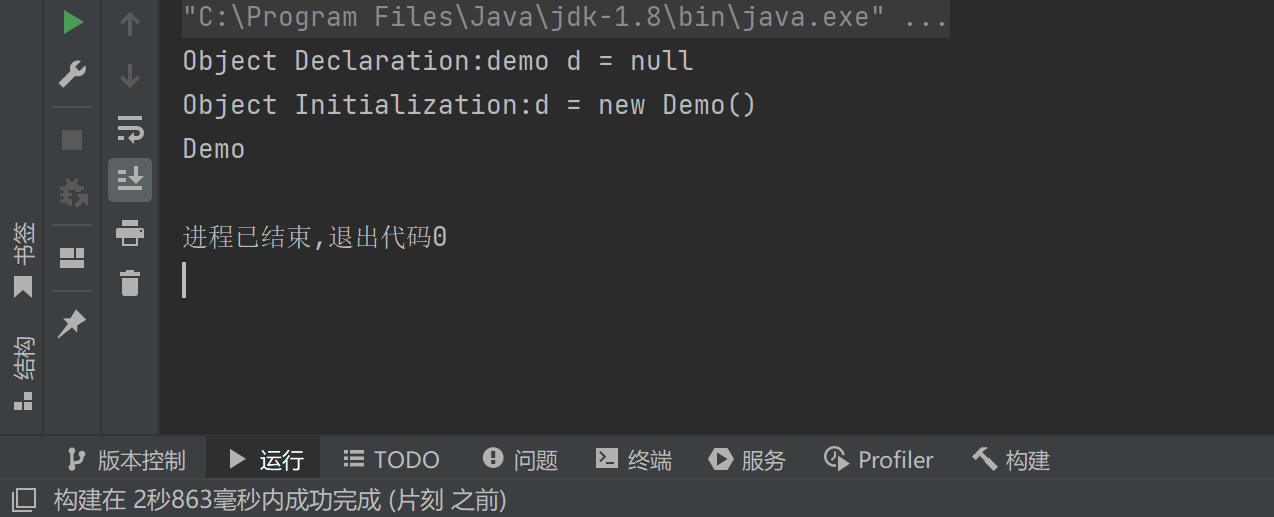 "C:\Program Files\Java\jdk-1.8\bin\java.exe" ...
Object Declaration:demo d = null
Object Initialization:d = new Demo()
Demo
进程已结束,退出代码0
书签
结构
版本控制 运行 TODO 问题 终端 服务 Profiler 构建
构建在 2秒863毫秒内成功完成 (片刻 之前)